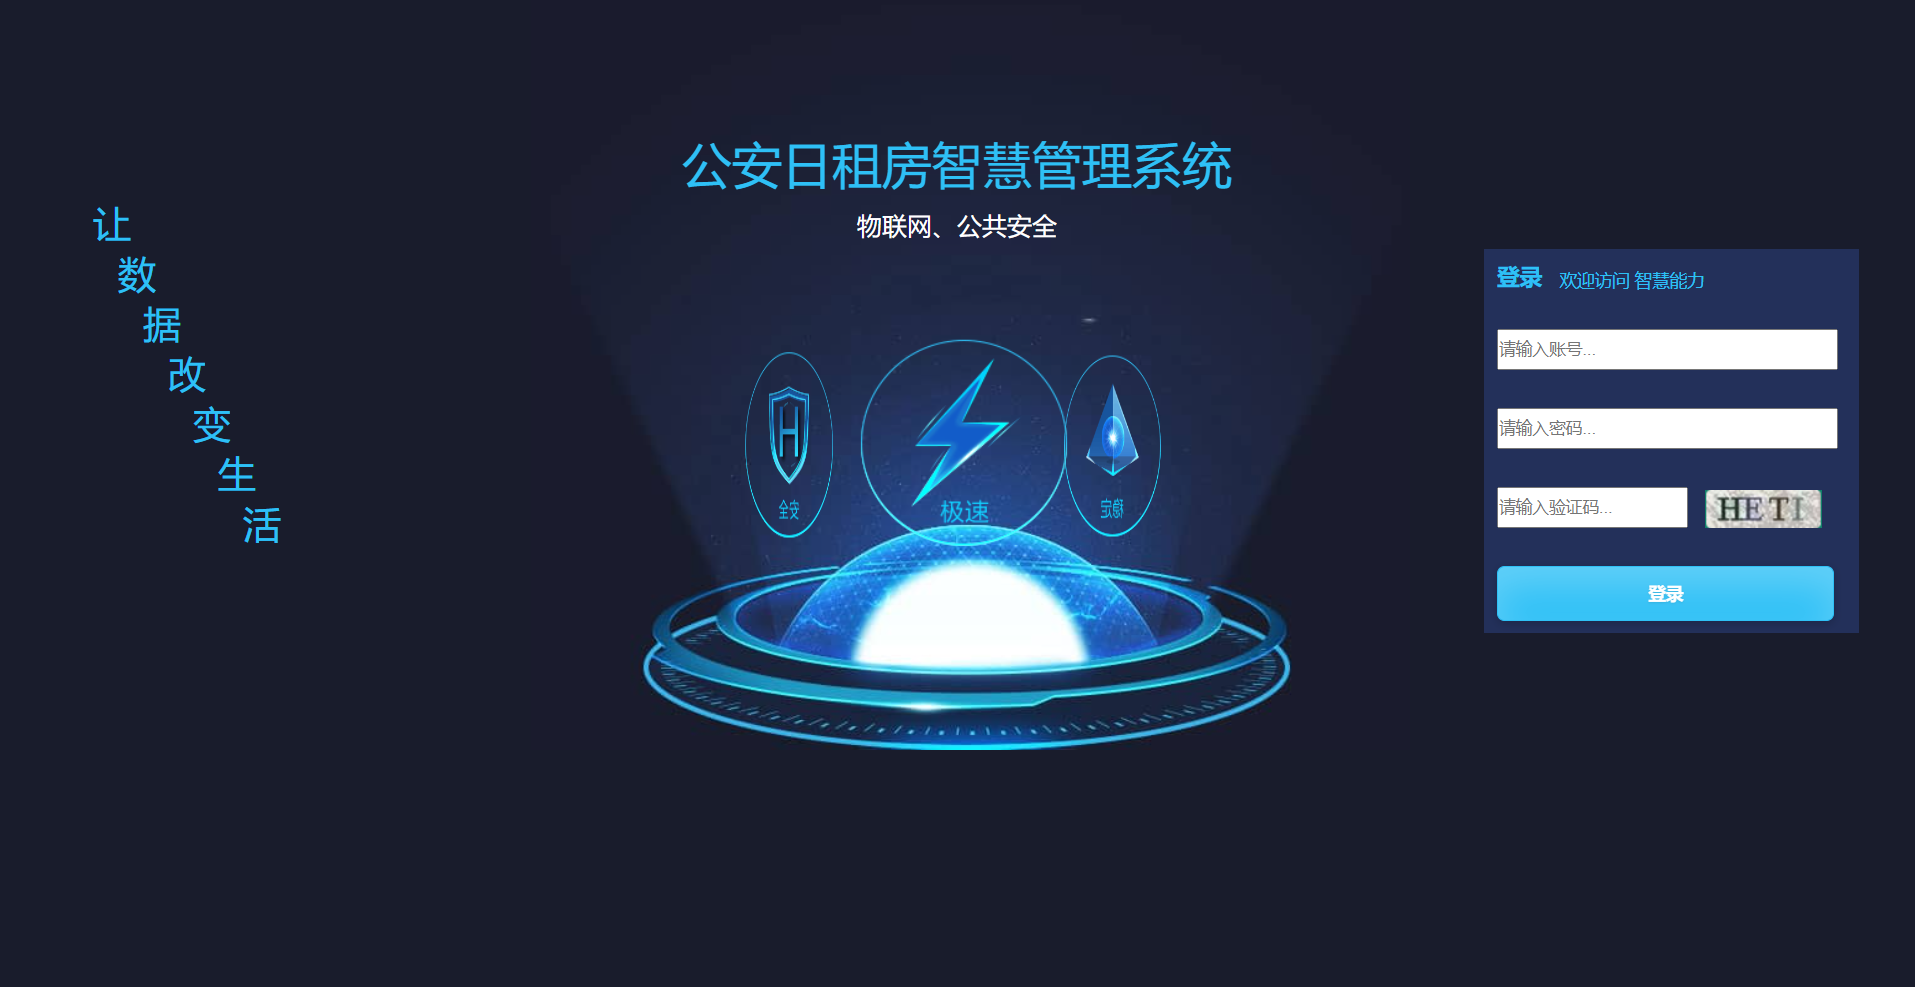 公安日租房智慧管理系统
物联网、公共安全
让
数
据
改
变
生
活
安全
极速
稳定
登录 欢迎访问 智慧能力
请输入账号...
请输入密码...
请输入验证码... HETI
登录